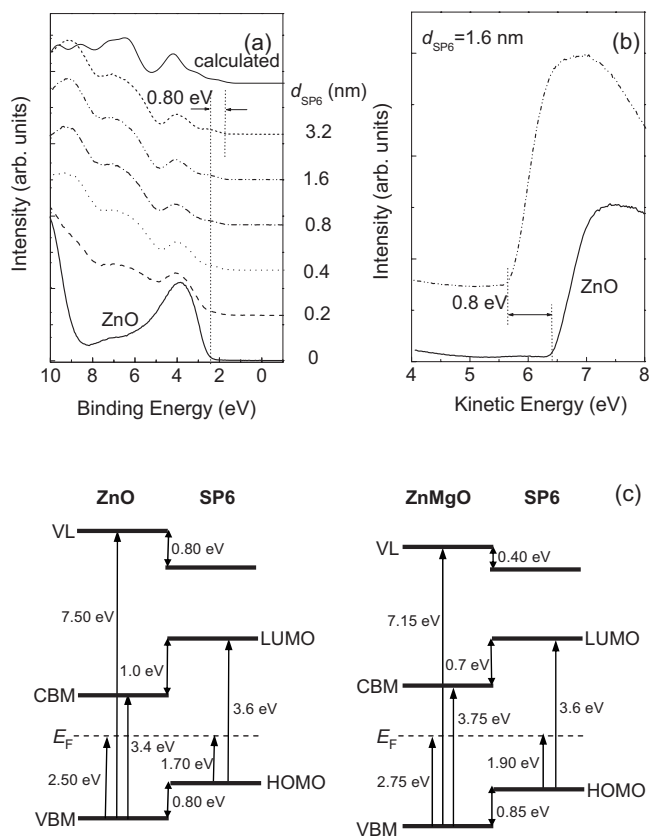 (a)
calculated
d_SP6 (nm)
0.80 eV
3.2
1.6
0.8
0.4
0.2
ZnO
0
10 8 6 4 2 0
Binding Energy (eV)
Intensity (arb. units)
(b)
d_SP6=1.6 nm
0.8 eV
ZnO
4 5 6 7 8
Kinetic Energy (eV)
Intensity (arb. units)
(c)
ZnO SP6
VL
0.80 eV
7.50 eV
LUMO
1.0 eV
CBM
3.6 eV
E_F
3.4 eV
1.70 eV
2.50 eV
HOMO
0.80 eV
VBM
ZnMgO SP6
VL
0.40 eV
7.15 eV
LUMO
0.7 eV
CBM
3.75 eV
3.6 eV
E_F
1.90 eV
2.75 eV
HOMO
0.85 eV
VBM